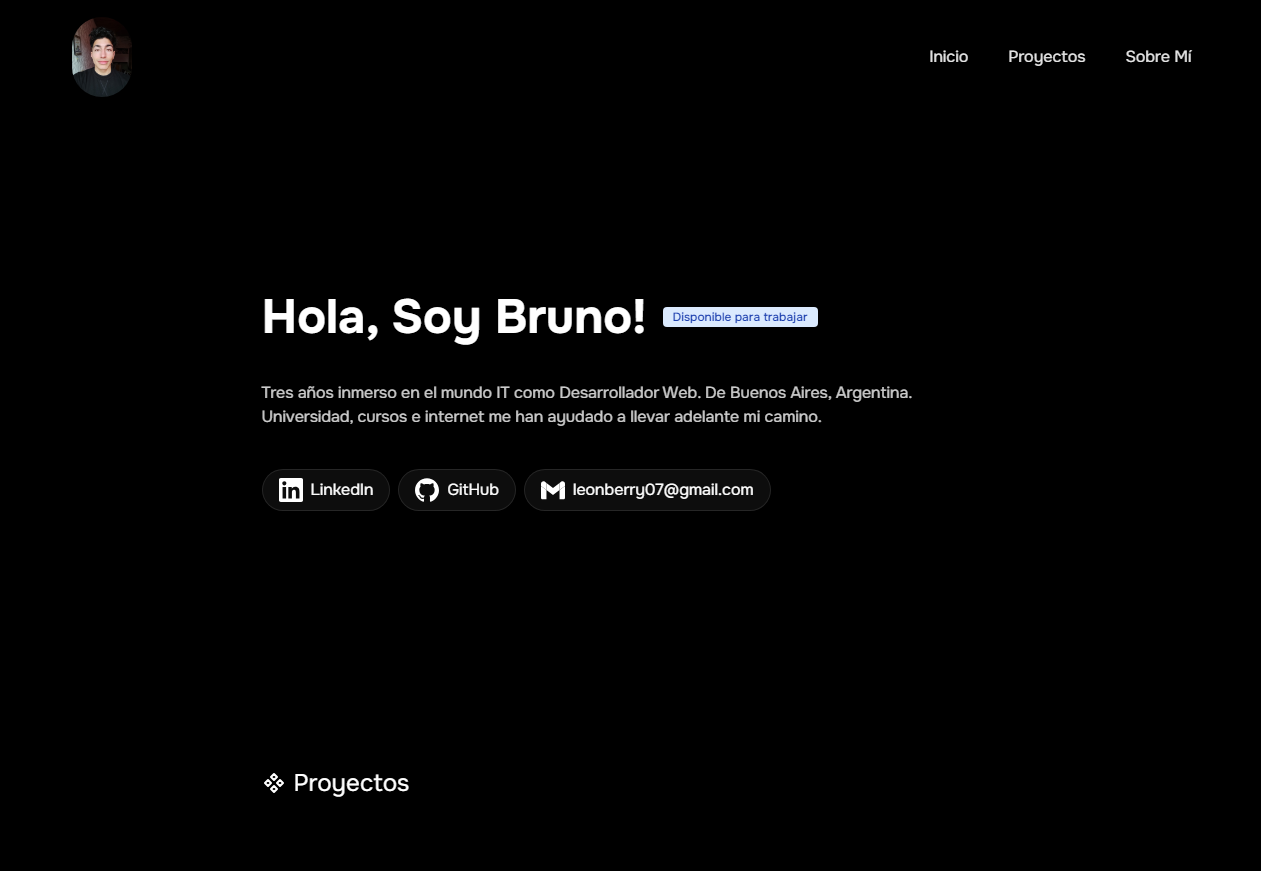 Inicio Proyectos Sobre Mí
Hola, Soy Bruno! Disponible para trabajar
Tres años inmerso en el mundo IT como Desarrollador Web. De Buenos Aires, Argentina.
Universidad, cursos e internet me han ayudado a llevar adelante mi camino.
LinkedIn GitHub leonberry07@gmail.com
Proyectos